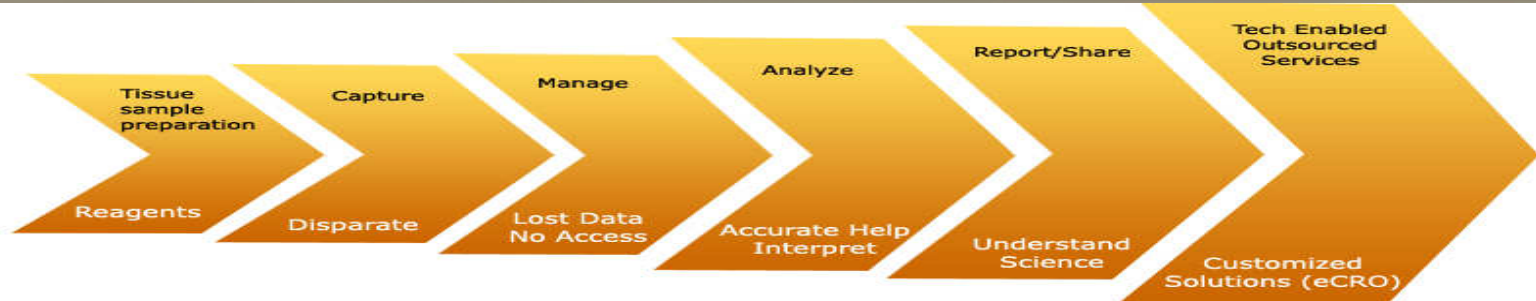 Tissue
sample
preparation
Reagents
Capture
Disparate
Manage
Lost Data
No Access
Analyze
Accurate Help
Interpret
Report/Share
Understand
Science
Tech Enabled
Outsourced
Services
Customized
Solutions (eCRO)